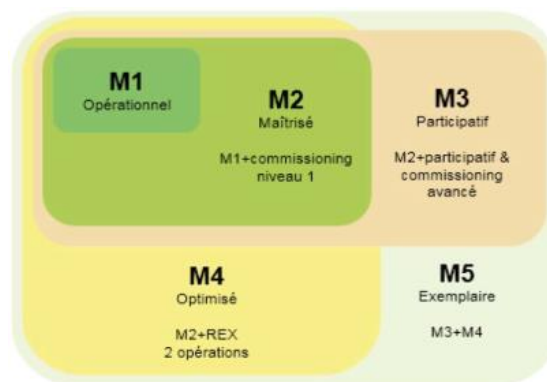 M1
Opérationnel
M2
Maîtrisé
M1+commissioning
niveau 1
M3
Participatif
M2+participatif &
commissioning
avancé
M4
Optimisé
M2+REX
2 opérations
M5
Exemplaire
M3+M4